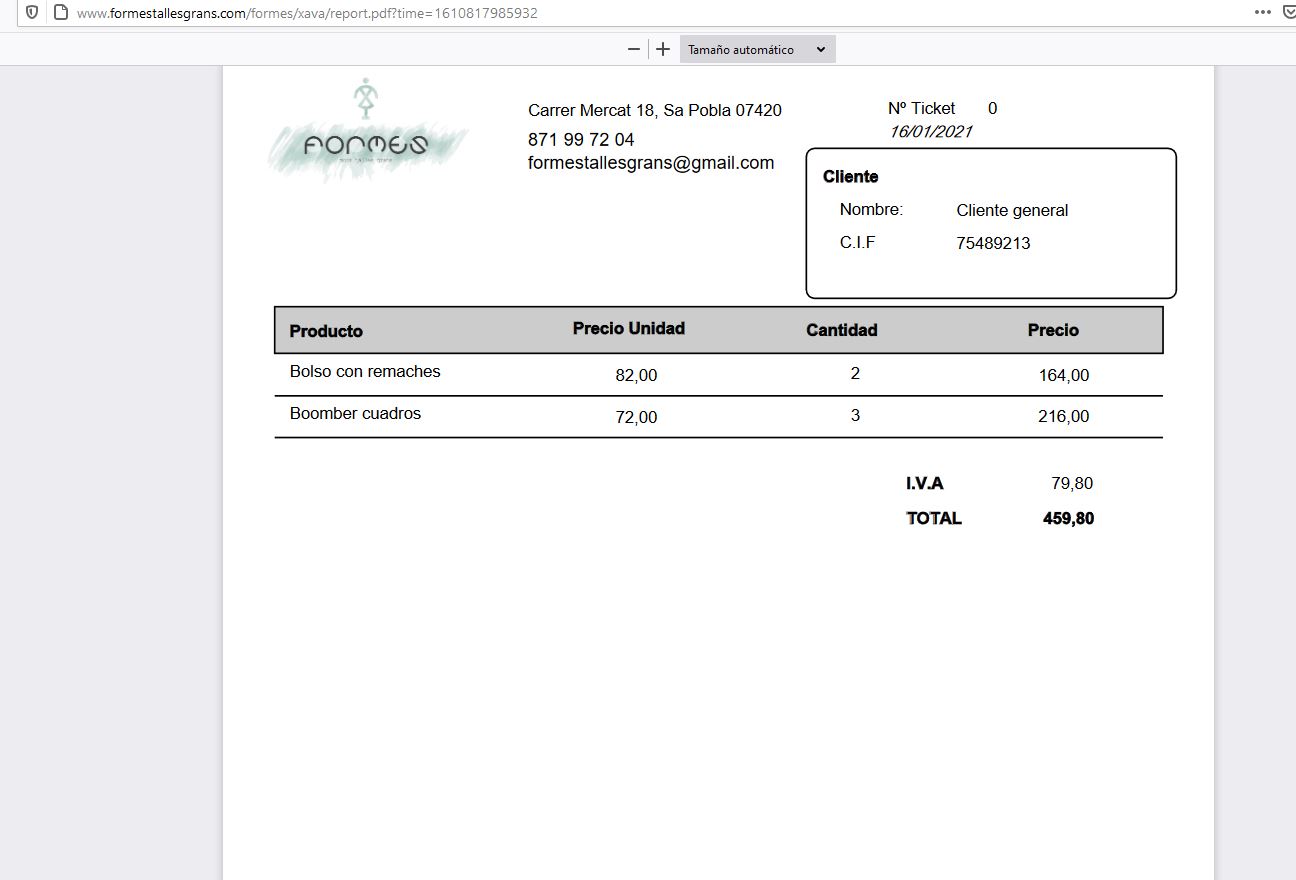 www.formestallesgrans.com/formes/xava/report.pdf?time=1610817985932
Tamaño automático
FORMES
Carrer Mercat 18, Sa Pobla 07420
871 99 72 04
formestallesgrans@gmail.com
Nº Ticket 0
16/01/2021
Cliente
Nombre: Cliente general
C.I.F 75489213
Producto Precio Unidad Cantidad Precio
Bolso con remaches 82,00 2 164,00
Boomber cuadros 72,00 3 216,00
I.V.A 79,80
TOTAL 459,80